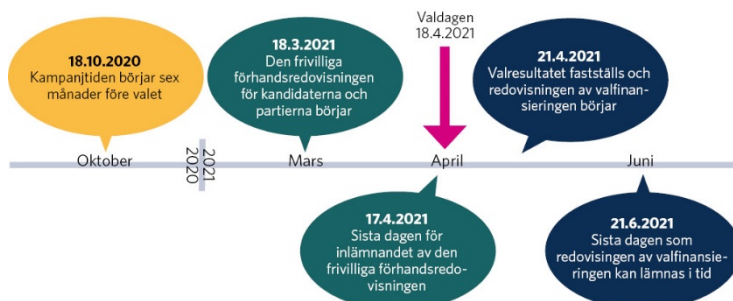 Valdagen
18.4.2021
18.10.2020
Kampanjtiden börjar sex
månader före valet
18.3.2021
Den frivilliga
förhandsredovisningen
för kandidaterna och
partierna börjar
21.4.2021
Valresultatet fastställs och
redovisningen av valfinan-
sieringen börjar
Oktober
2020
2021
Mars
April
Juni
17.4.2021
Sista dagen för
inlämnandet av den
frivilliga förhandsredo-
visningen
21.6.2021
Sista dagen som
redovisingen av valfinansie-
ringen kan lämnas i tid